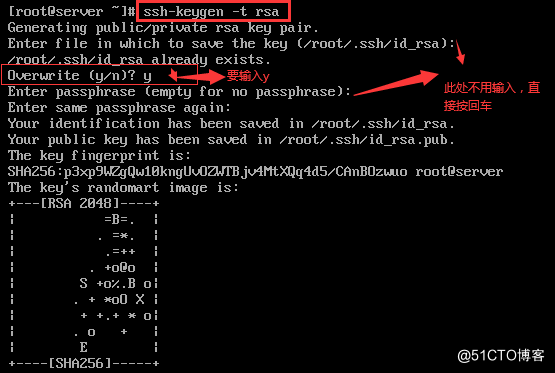 [root@server ~]# ssh-keygen -t rsa
Generating public/private rsa key pair.
Enter file in which to save the key (/root/.ssh/id_rsa):
/root/.ssh/id_rsa already exists.
Overwrite (y/n)? y
要输入y
Enter passphrase (empty for no passphrase):
此处不用输入，直
接按回车
Enter same passphrase again:
Your identification has been saved in /root/.ssh/id_rsa.
Your public key has been saved in /root/.ssh/id_rsa.pub.
The key fingerprint is:
SHA256:p3xp9WZgQw10kngUvOZWTBjv4MtXQq4d5/CAnBOzwuo root@server
The key's randomart image is:
+---[RSA 2048]----+
|           =B=.  |
|          . =*.  |
|           .=++  |
|         . +o@o  |
|        S +o%.B o|
|       . + *oO X |
|        + +.+ * o|
|       . o   +   |
|        E        |
+----[SHA256]-----+
@51CTO博客